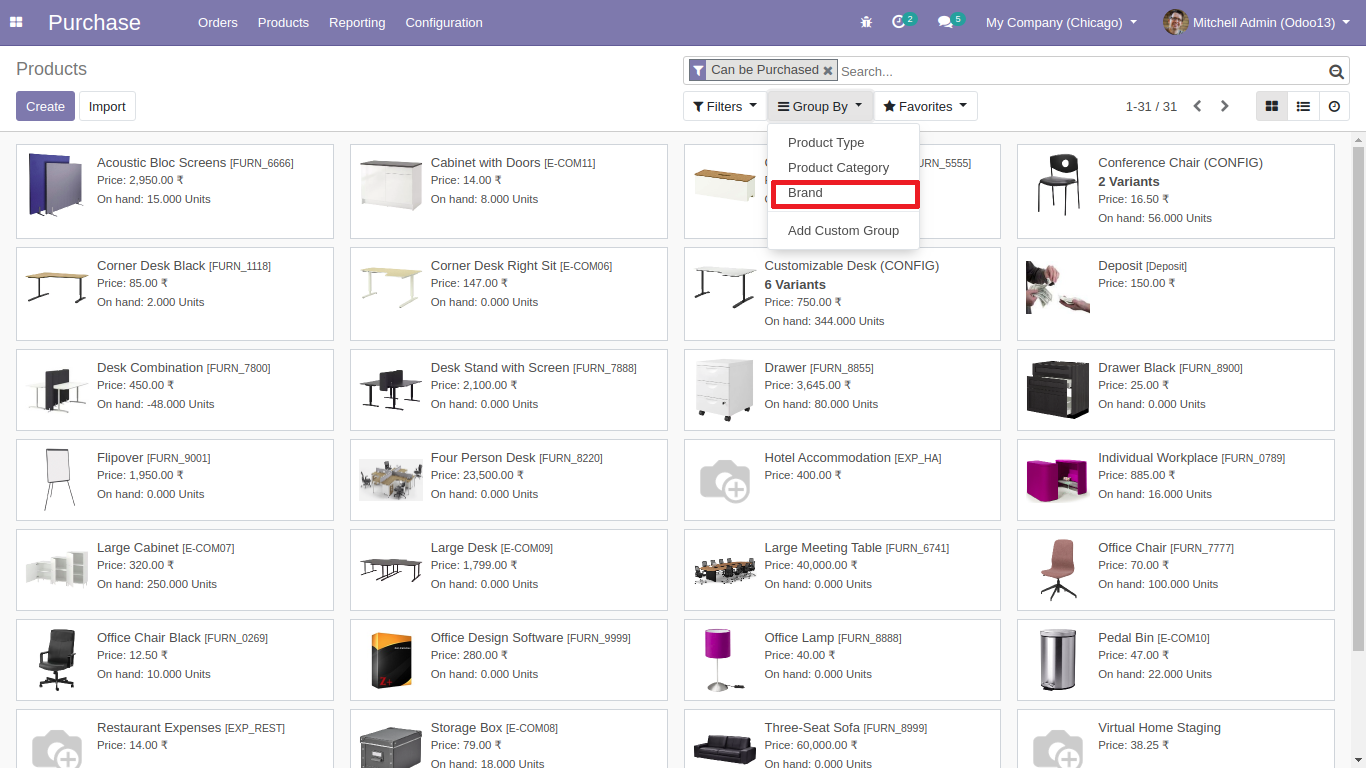 Purchase Orders Products Reporting Configuration 2 5 My Company (Chicago) Mitchell Admin (Odoo13)
Products
Can be Purchased Search...
Create Import
Filters Group By Favorites 1-31 / 31
Product Type
Product Category
Brand
Add Custom Group
Acoustic Bloc Screens [FURN_6666]
Price: 2,950.00 ₹
On hand: 15.000 Units
Cabinet with Doors [E-COM11]
Price: 14.00 ₹
On hand: 8.000 Units
Conference Chair (CONFIG)
2 Variants
Price: 16.50 ₹
On hand: 56.000 Units
Corner Desk Black [FURN_1118]
Price: 85.00 ₹
On hand: 2.000 Units
Corner Desk Right Sit [E-COM06]
Price: 147.00 ₹
On hand: 0.000 Units
Customizable Desk (CONFIG)
6 Variants
Price: 750.00 ₹
On hand: 344.000 Units
Deposit [Deposit]
Price: 150.00 ₹
Desk Combination [FURN_7800]
Price: 450.00 ₹
On hand: -48.000 Units
Desk Stand with Screen [FURN_7888]
Price: 2,100.00 ₹
On hand: 0.000 Units
Drawer [FURN_8855]
Price: 3,645.00 ₹
On hand: 80.000 Units
Drawer Black [FURN_8900]
Price: 25.00 ₹
On hand: 0.000 Units
Flipover [FURN_9001]
Price: 1,950.00 ₹
On hand: 0.000 Units
Four Person Desk [FURN_8220]
Price: 23,500.00 ₹
On hand: 0.000 Units
Hotel Accommodation [EXP_HA]
Price: 400.00 ₹
Individual Workplace [FURN_0789]
Price: 885.00 ₹
On hand: 16.000 Units
Large Cabinet [E-COM07]
Price: 320.00 ₹
On hand: 250.000 Units
Large Desk [E-COM09]
Price: 1,799.00 ₹
On hand: 0.000 Units
Large Meeting Table [FURN_6741]
Price: 40,000.00 ₹
On hand: 0.000 Units
Office Chair [FURN_7777]
Price: 70.00 ₹
On hand: 100.000 Units
Office Chair Black [FURN_0269]
Price: 12.50 ₹
On hand: 10.000 Units
Office Design Software [FURN_9999]
Price: 280.00 ₹
On hand: 0.000 Units
Office Lamp [FURN_8888]
Price: 40.00 ₹
On hand: 0.000 Units
Pedal Bin [E-COM10]
Price: 47.00 ₹
On hand: 22.000 Units
Restaurant Expenses [EXP_REST]
Price: 14.00 ₹
Storage Box [E-COM08]
Price: 79.00 ₹
On hand: 18.000 Units
Three-Seat Sofa [FURN_8999]
Price: 60,000.00 ₹
On hand: 0.000 Units
Virtual Home Staging
Price: 38.25 ₹